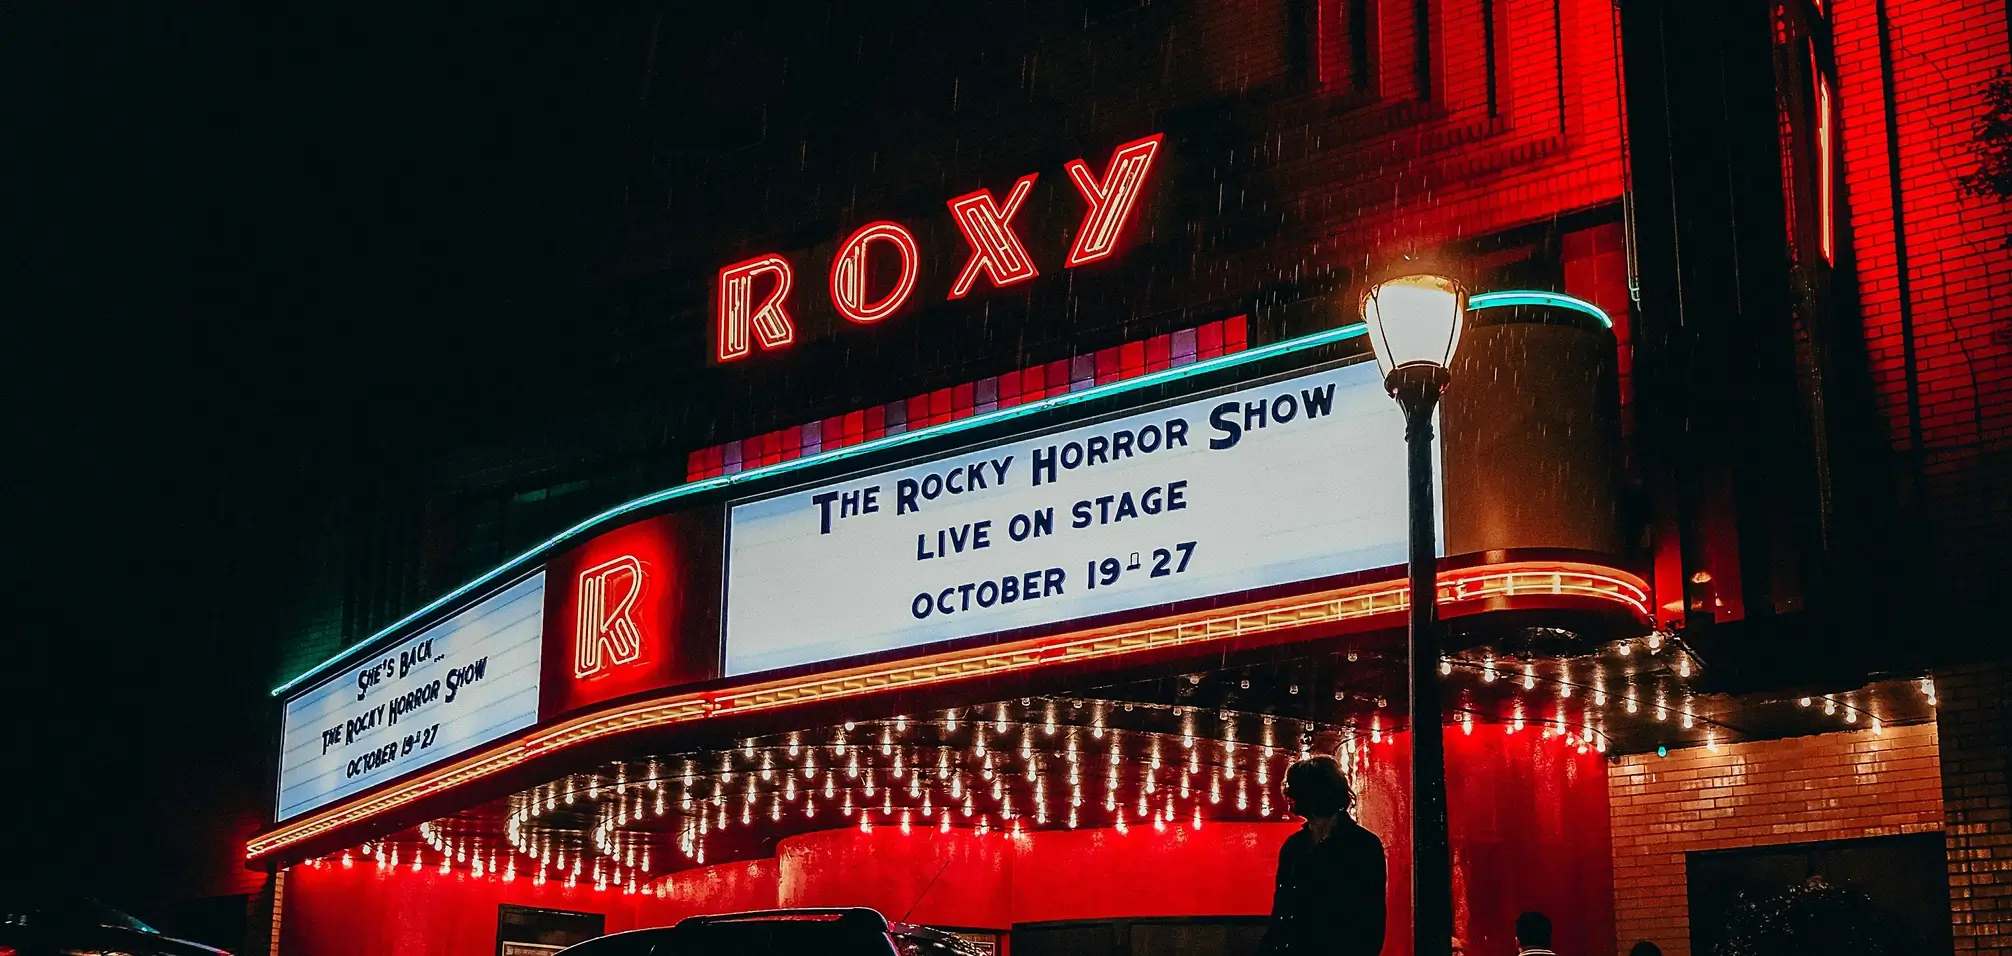 ROXY
THE ROCKY HORROR SHOW
LIVE ON STAGE
OCTOBER 19-27
R
SHE'S BACK...
THE ROCKY HORROR SHOW
OCTOBER 19-27